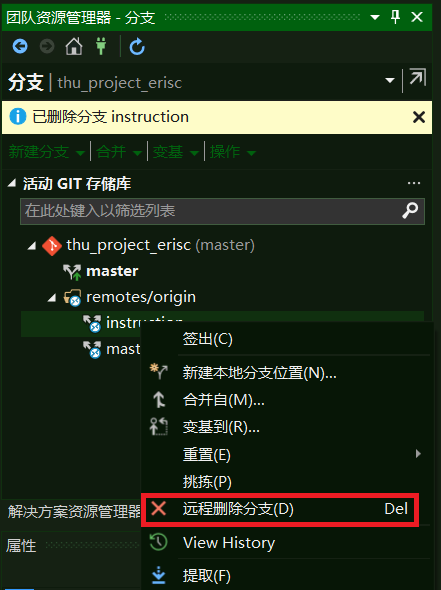 团队资源管理器 - 分支
分支 | thu_project_erisc
已删除分支 instruction
新建分支 | 合并 | 变基 | 操作
活动 GIT 存储库
在此处键入以筛选列表
thu_project_erisc (master)
master
remotes/origin
instruction
签出(C)
mast
新建本地分支位置(N)...
合并自(M)...
变基到(R)...
重置(E)
挑拣(P)
解决方案资源管理器
远程删除分支(D) Del
属性
View History
提取(F)